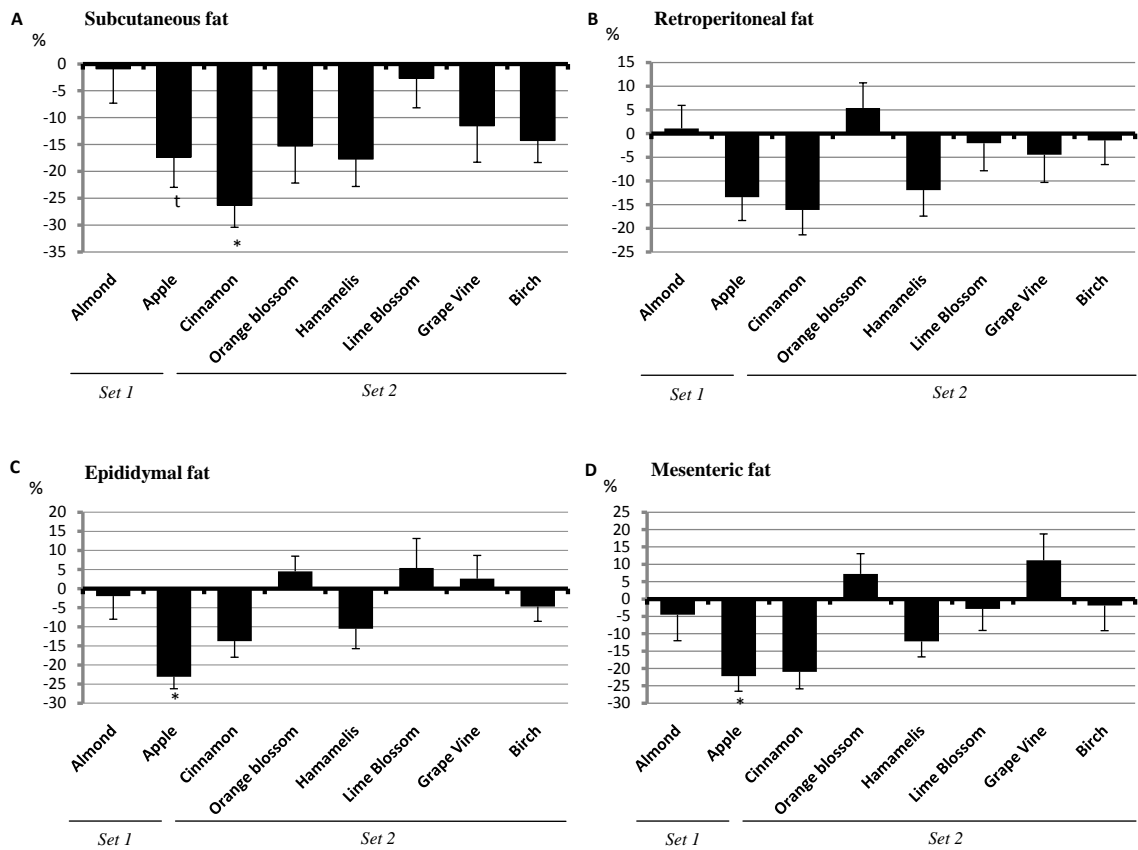 A Subcutaneous fat
%
0
-5
-10
-15
-20
-25
-30
-35
t
*
Almond
Apple
Cinnamon
Orange blossom
Hamamelis
Lime Blossom
Grape Vine
Birch
Set 1 Set 2
B Retroperitoneal fat
%
15
10
5
0
-5
-10
-15
-20
-25
Almond
Apple
Cinnamon
Orange blossom
Hamamelis
Lime Blossom
Grape Vine
Birch
Set 1 Set 2
C Epididymal fat
%
20
15
10
5
0
-5
-10
-15
-20
-25
-30
*
Almond
Apple
Cinnamon
Orange blossom
Hamamelis
Lime Blossom
Grape Vine
Birch
Set 1 Set 2
D Mesenteric fat
%
25
20
15
10
5
0
-5
-10
-15
-20
-25
-30
*
Almond
Apple
Cinnamon
Orange blossom
Hamamelis
Lime Blossom
Grape Vine
Birch
Set 1 Set 2